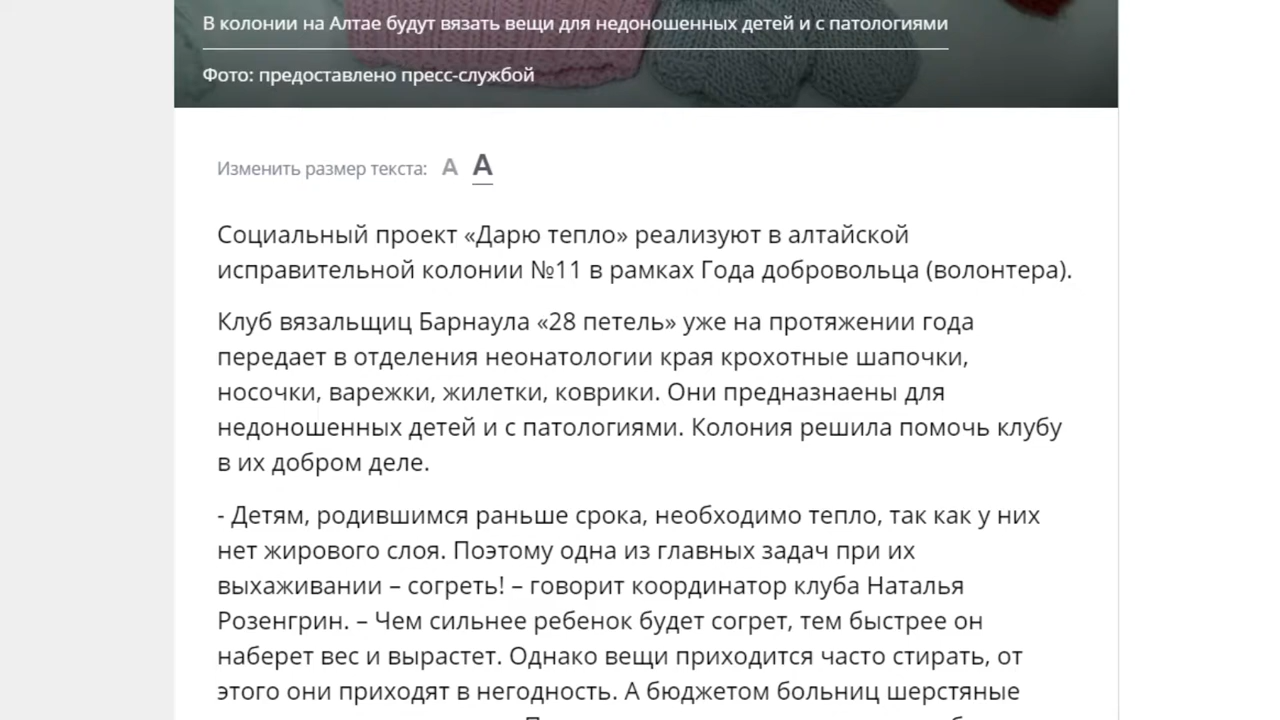 В колонии на Алтае будут вязать вещи для недоношенных детей и с патологиями
Фото: предоставлено пресс-службой
Изменить размер текста: А А
Социальный проект «Дарю тепло» реализуют в алтайской
исправительной колонии №11 в рамках Года добровольца (волонтера).
Клуб вязальщиц Барнаула «28 петель» уже на протяжении года
передает в отделения неонатологии края крохотные шапочки,
носочки, варежки, жилетки, коврики. Они предназнаены для
недоношенных детей и с патологиями. Колония решила помочь клубу
в их добром деле.
- Детям, родившимся раньше срока, необходимо тепло, так как у них
нет жирового слоя. Поэтому одна из главных задач при их
выхаживании – согреть! – говорит координатор клуба Наталья
Розенгрин. – Чем сильнее ребенок будет согрет, тем быстрее он
наберет вес и вырастет. Однако вещи приходится часто стирать, от
этого они приходят в негодность. А бюджетом больниц шерстяные